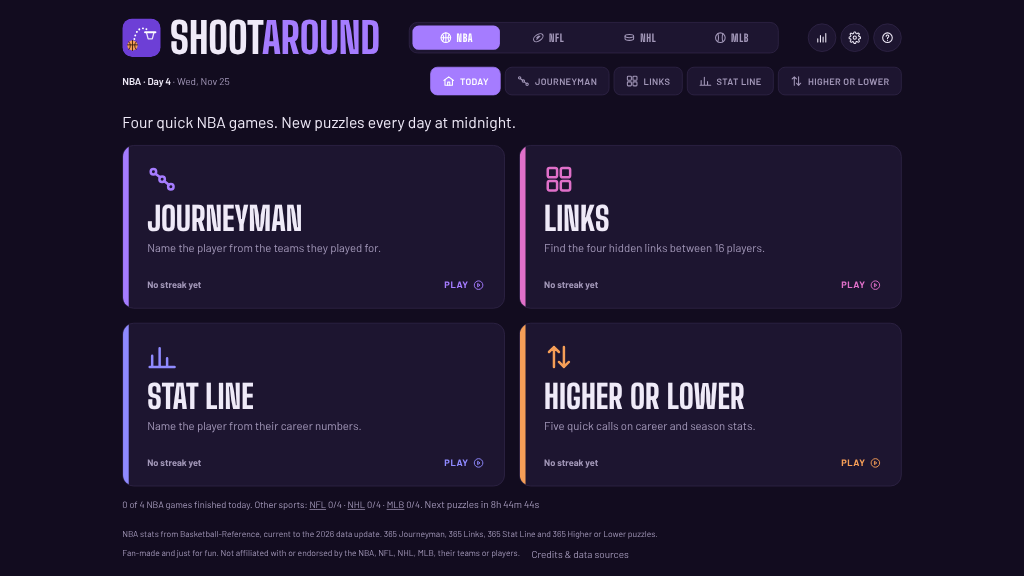 SHOOTAROUND
NBA NFL NHL MLB
NBA · Day 4 · Wed, Nov 25
TODAY JOURNEYMAN LINKS STAT LINE HIGHER OR LOWER
Four quick NBA games. New puzzles every day at midnight.
JOURNEYMAN
Name the player from the teams they played for.
No streak yet PLAY
LINKS
Find the four hidden links between 16 players.
No streak yet PLAY
STAT LINE
Name the player from their career numbers.
No streak yet PLAY
HIGHER OR LOWER
Five quick calls on career and season stats.
No streak yet PLAY
0 of 4 NBA games finished today. Other sports: NFL 0/4 · NHL 0/4 · MLB 0/4. Next puzzles in 8h 44m 44s
NBA stats from Basketball-Reference, current to the 2026 data update. 365 Journeyman, 365 Links, 365 Stat Line and 365 Higher or Lower puzzles.
Fan-made and just for fun. Not affiliated with or endorsed by the NBA, NFL, NHL, MLB, their teams or players. Credits & data sources